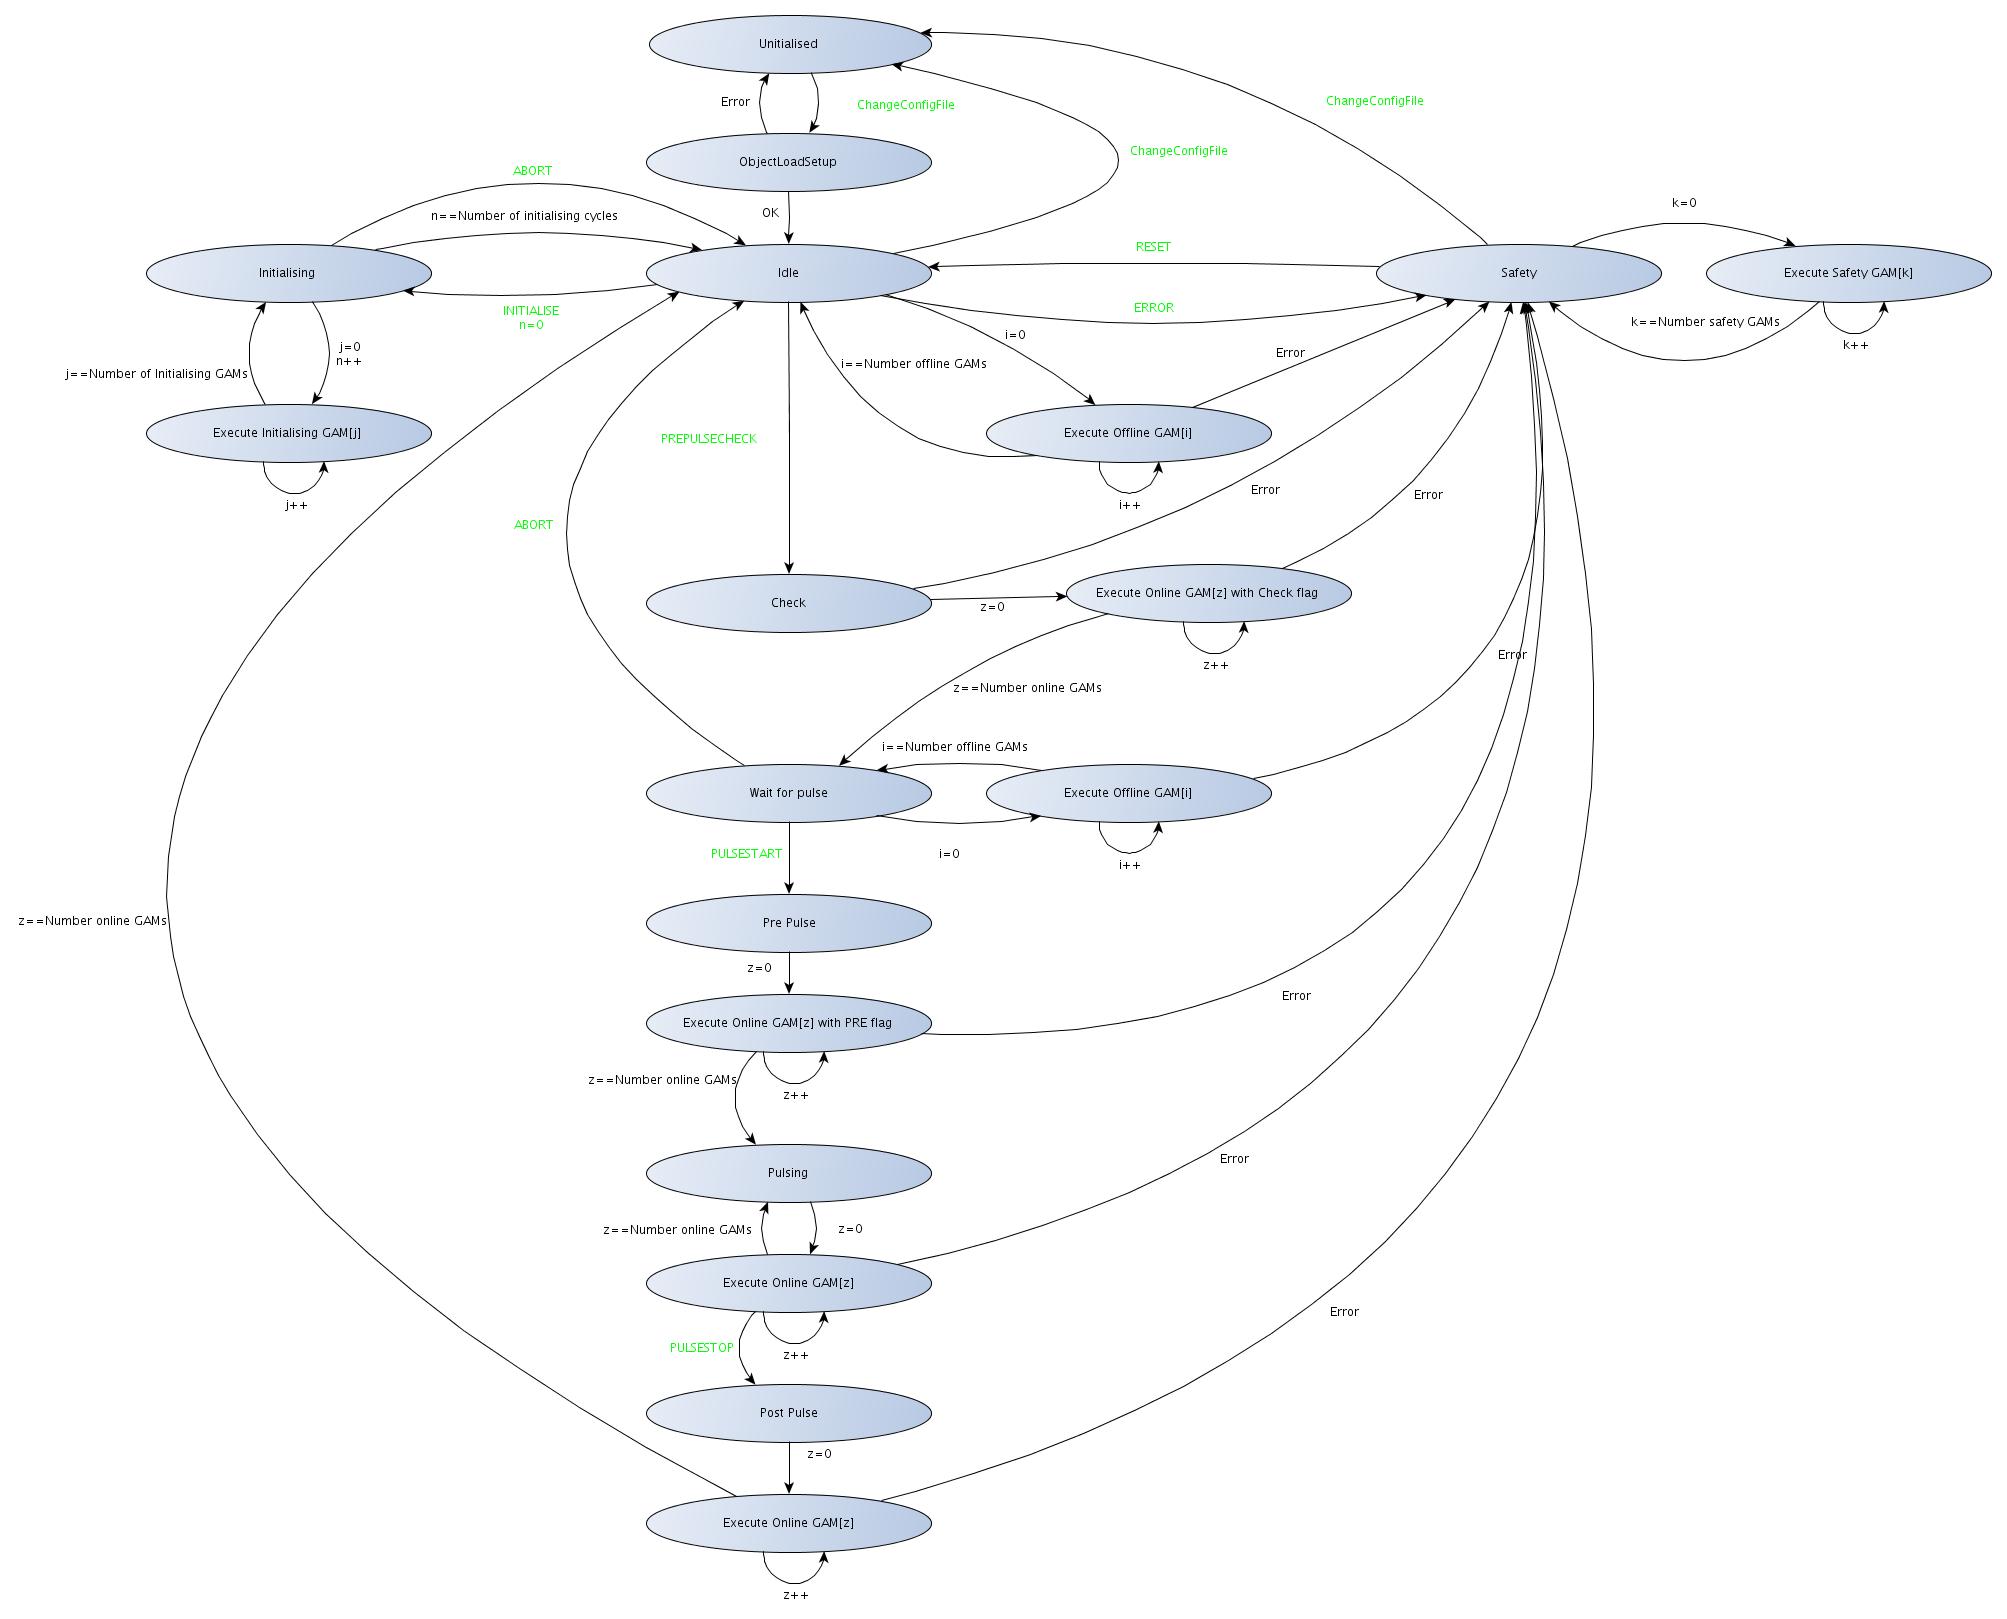 Unitialised
ChangeConfigFile
Error
ChangeConfigFile
ChangeConfigFile
ObjectLoadSetup
ABORT
OK
k=0
n==Number of initialising cycles
RESET
Initialising
Idle
Safety
Execute Safety GAM[k]
INITIALISE
n=0
ERROR
k==Number safety GAMs
i=0
k++
j=0
n++
Error
i==Number offline GAMs
j==Number of Initialising GAMs
Execute Initialising GAM[j]
PREPULSECHECK
Execute Offline GAM[i]
Error
Error
j++
i++
ABORT
Check
z=0
Execute Online GAM[z] with Check flag
z++
Error
z==Number online GAMs
i==Number offline GAMs
Wait for pulse
Execute Offline GAM[i]
PULSESTART
i=0
i++
z==Number online GAMs
Pre Pulse
z=0
Error
Execute Online GAM[z] with PRE flag
z==Number online GAMs
z++
Error
Pulsing
z==Number online GAMs
z=0
Execute Online GAM[z]
Error
PULSESTOP
z++
Post Pulse
z=0
Execute Online GAM[z]
z++